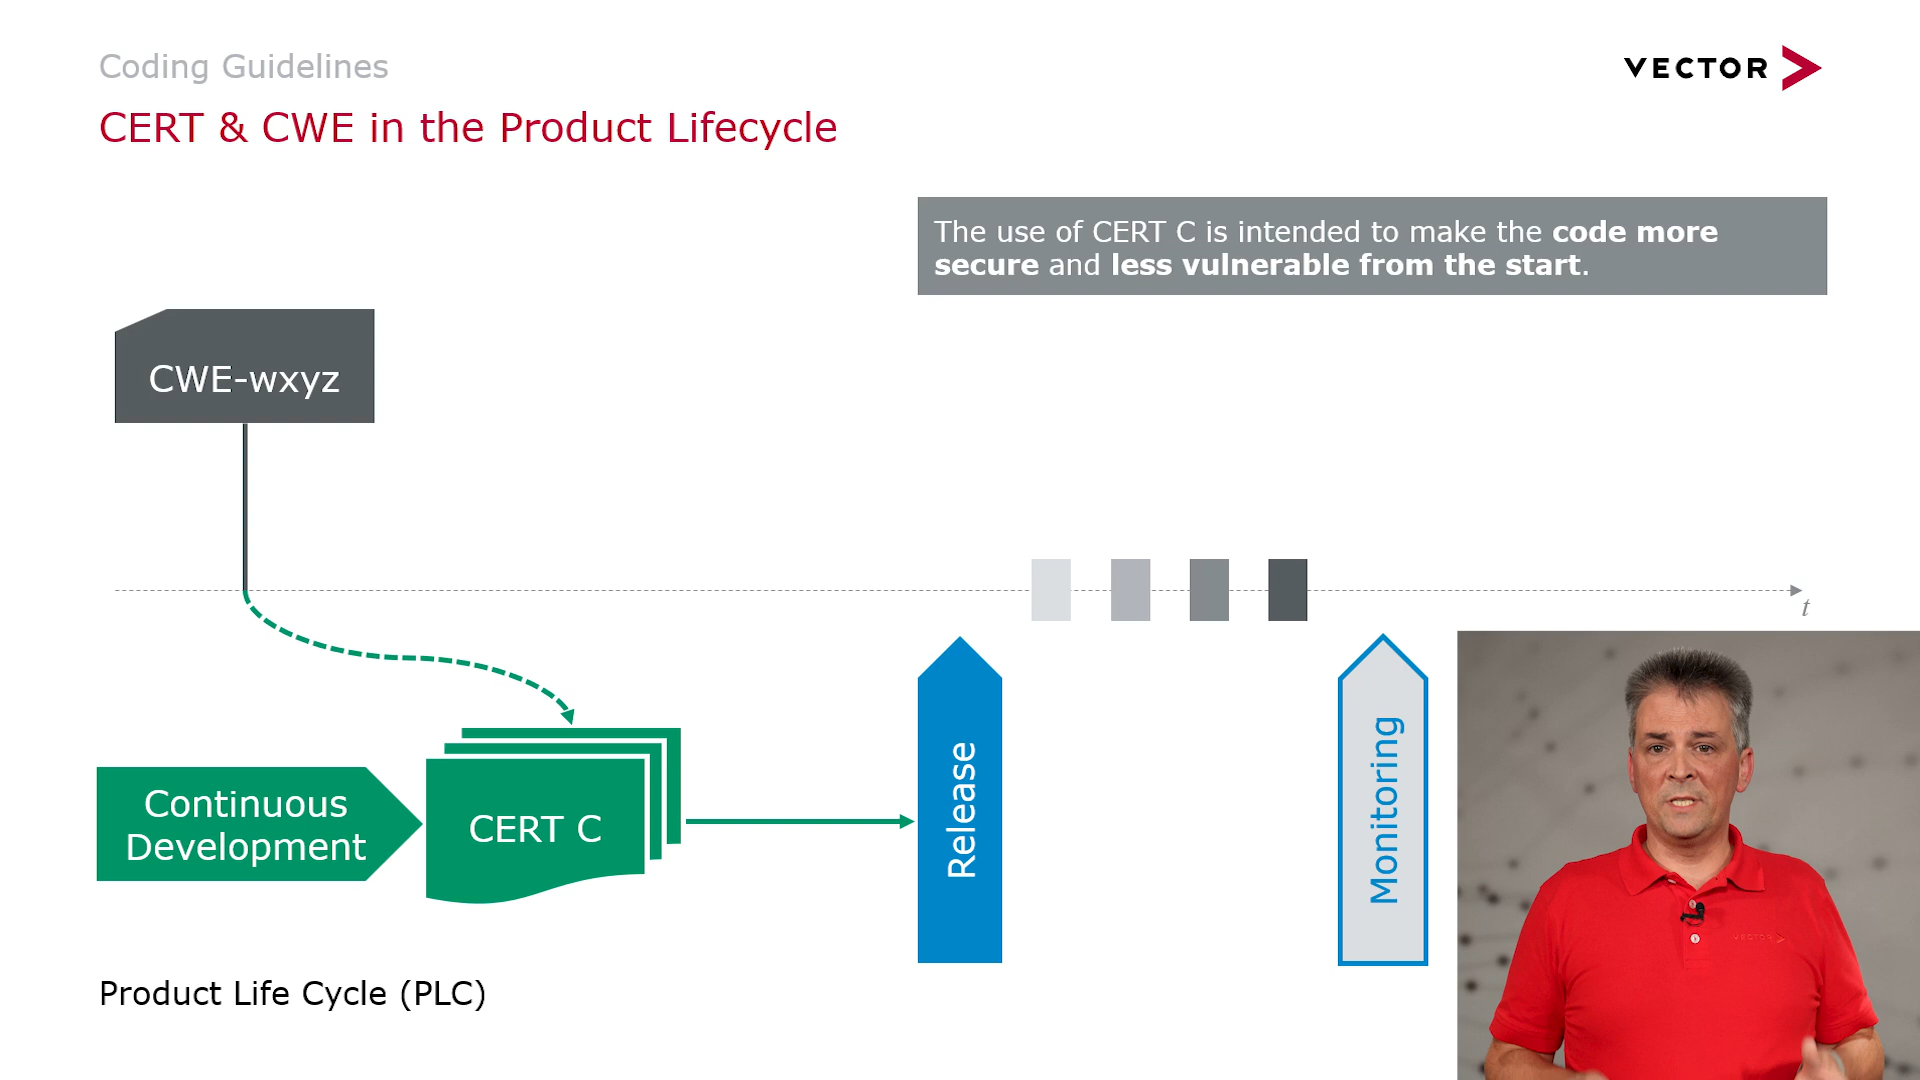 Coding Guidelines
VECTOR
CERT & CWE in the Product Lifecycle
The use of CERT C is intended to make the code more
secure and less vulnerable from the start.
CWE-wxyz
t
Continuous
Development
CERT C
Release
Monitoring
VECTOR
Product Life Cycle (PLC)